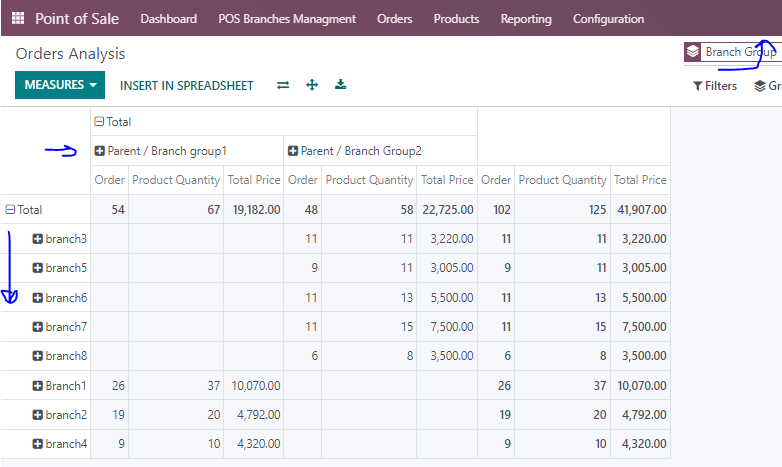 Point of Sale Dashboard POS Branches Managment Orders Products Reporting Configuration
Orders Analysis
Branch Group
MEASURES INSERT IN SPREADSHEET
Filters Gr
Total
Parent / Branch group1 Parent / Branch Group2
Order Product Quantity Total Price Order Product Quantity Total Price Order Product Quantity Total Price
Total 54 67 19,182.00 48 58 22,725.00 102 125 41,907.00
branch3 11 11 3,220.00 11 11 3,220.00
branch5 9 11 3,005.00 9 11 3,005.00
branch6 11 13 5,500.00 11 13 5,500.00
branch7 11 15 7,500.00 11 15 7,500.00
branch8 6 8 3,500.00 6 8 3,500.00
Branch1 26 37 10,070.00 26 37 10,070.00
branch2 19 20 4,792.00 19 20 4,792.00
branch4 9 10 4,320.00 9 10 4,320.00